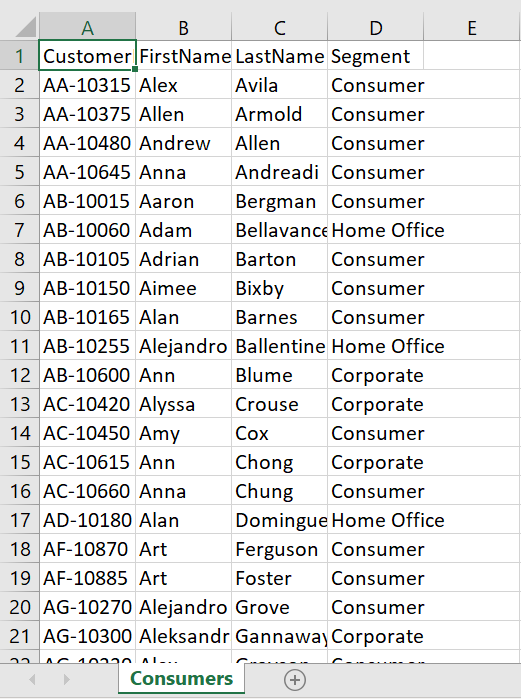 A B C D E
1 Customer FirstName LastName Segment
2 AA-10315 Alex Avila Consumer
3 AA-10375 Allen Armold Consumer
4 AA-10480 Andrew Allen Consumer
5 AA-10645 Anna Andreadi Consumer
6 AB-10015 Aaron Bergman Consumer
7 AB-10060 Adam Bellavance Home Office
8 AB-10105 Adrian Barton Consumer
9 AB-10150 Aimee Bixby Consumer
10 AB-10165 Alan Barnes Consumer
11 AB-10255 Alejandro Ballentine Home Office
12 AB-10600 Ann Blume Corporate
13 AC-10420 Alyssa Crouse Corporate
14 AC-10450 Amy Cox Consumer
15 AC-10615 Ann Chong Corporate
16 AC-10660 Anna Chung Consumer
17 AD-10180 Alan Domingue Home Office
18 AF-10870 Art Ferguson Consumer
19 AF-10885 Art Foster Consumer
20 AG-10270 Alejandro Grove Consumer
21 AG-10300 Aleksandr Gannaway Corporate
Consumers